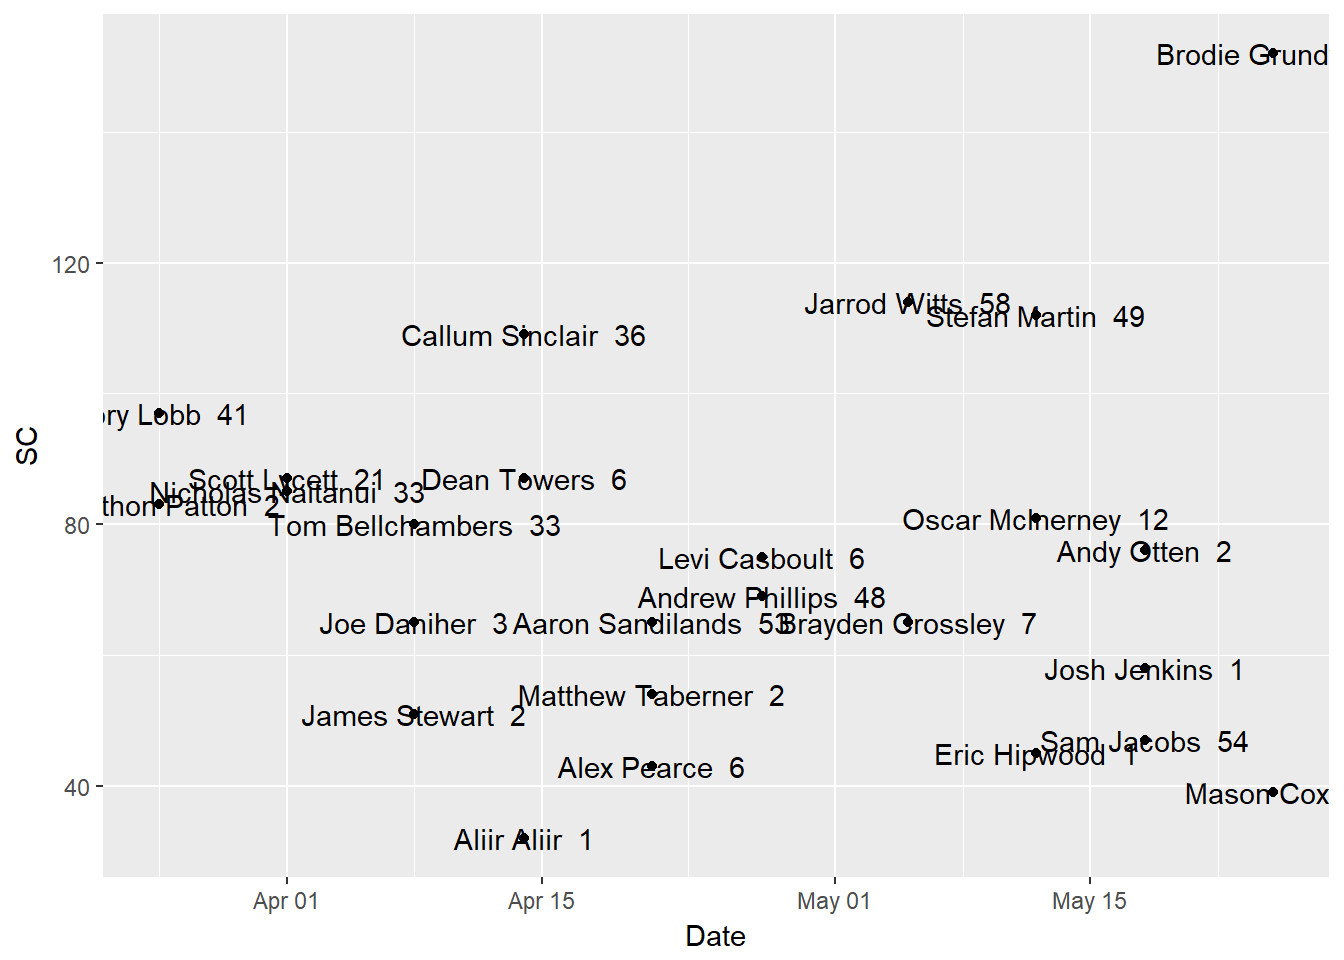 Brodie Grund
120
Jarrod Witts 58
Stefan Martin 49
Callum Sinclair 36
ory Lobb 41
Scott Lycett 21
Dean Towers 6
Nicholas Naitanui 33
thon Patton 2
80
Tom Bellchambers 33
Oscar McInerney 12
Andy Otten 2
Levi Casboult 6
Andrew Phillips 48
Joe Daniher 3
Aaron Sandilands 53
Brayden Crossley 7
Josh Jenkins 1
Matthew Taberner 2
James Stewart 2
Sam Jacobs 54
Eric Hipwood 1
Alex Pearce 6
40
Mason Cox
Aliir Aliir 1
SC
Apr 01
Apr 15
May 01
May 15
Date